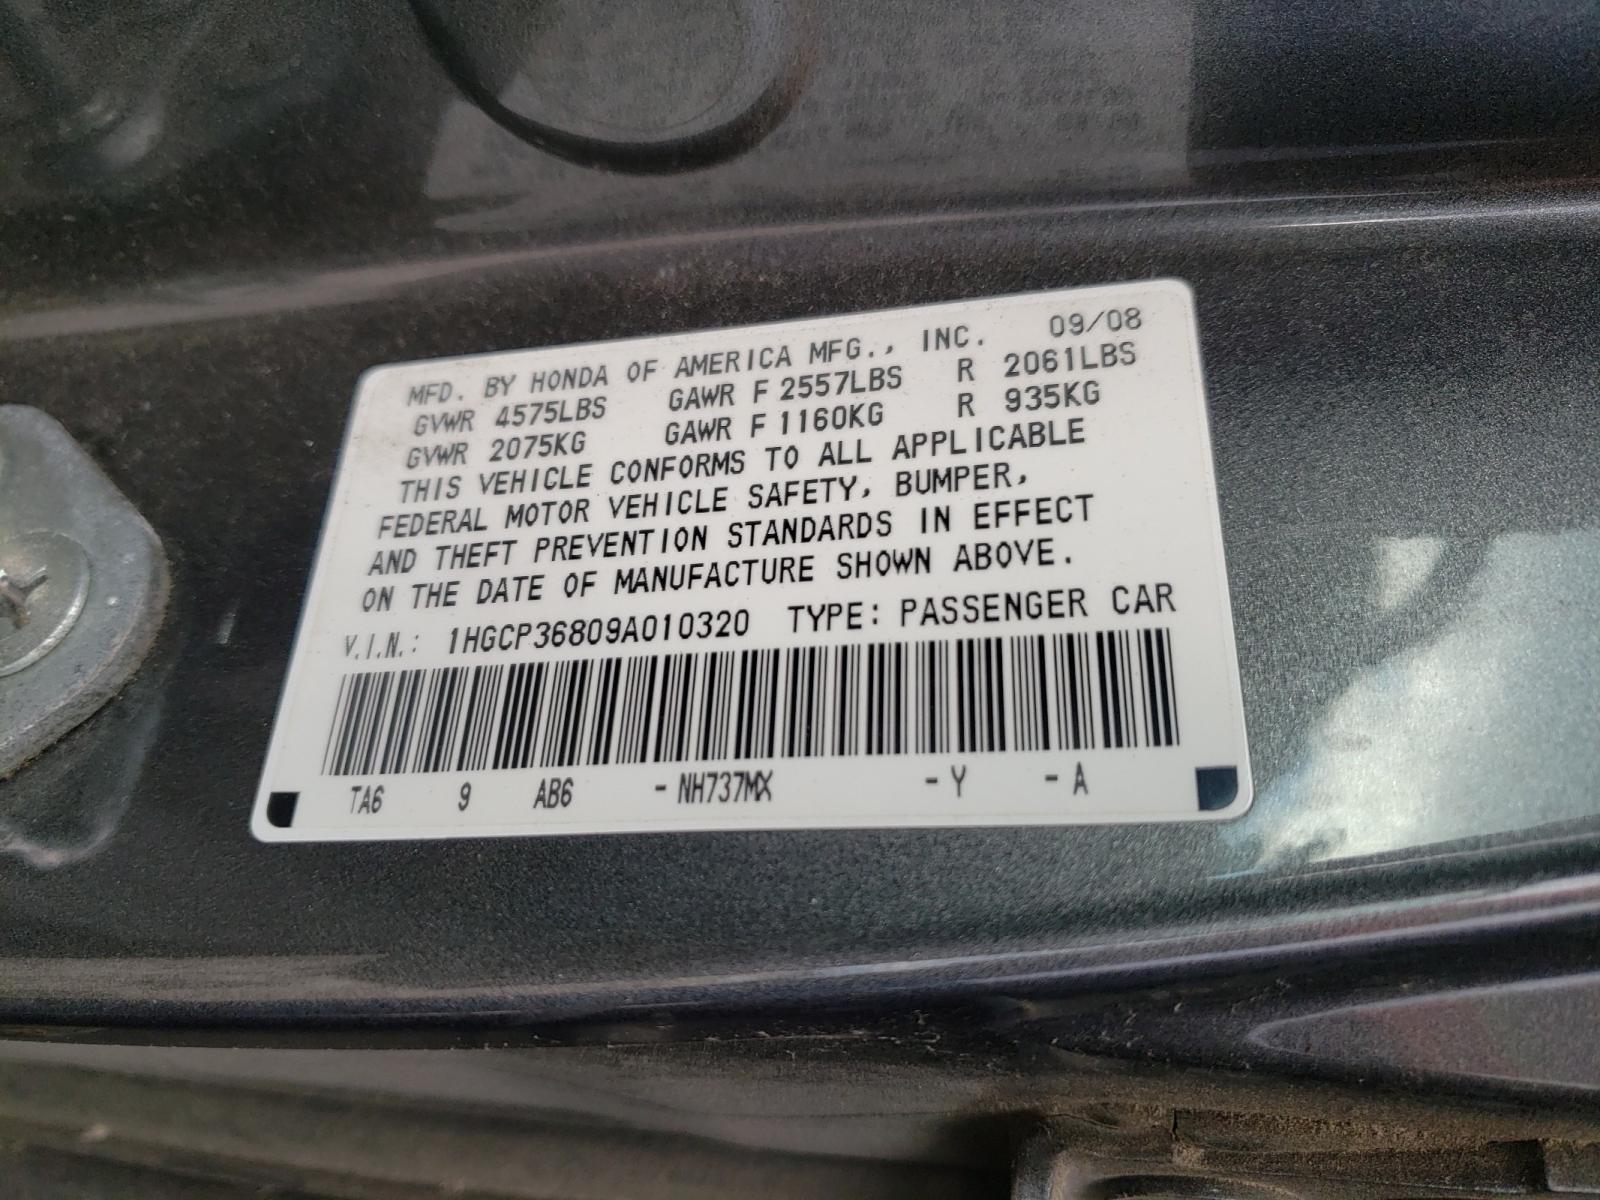 MFD. BY HONDA OF AMERICA MFG., INC. 09/08
GVWR 4575LBS GAWR F 2557LBS R 2061LBS
GVWR 2075KG GAWR F 1160KG R 935KG
THIS VEHICLE CONFORMS TO ALL APPLICABLE
FEDERAL MOTOR VEHICLE SAFETY, BUMPER,
AND THEFT PREVENTION STANDARDS IN EFFECT
ON THE DATE OF MANUFACTURE SHOWN ABOVE.
V.I.N.: 1HGCP36809A010320 TYPE: PASSENGER CAR
TA6 9 AB6 -NH737MX -Y -A